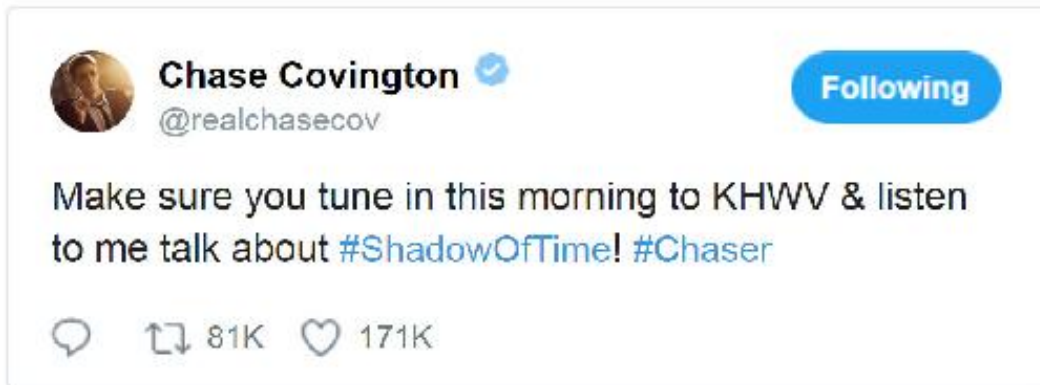 Chase Covington
Following
@realchasecov
Make sure you tune in this morning to KHWV & listen
to me talk about #ShadowOfTime! #Chaser
81K 171K